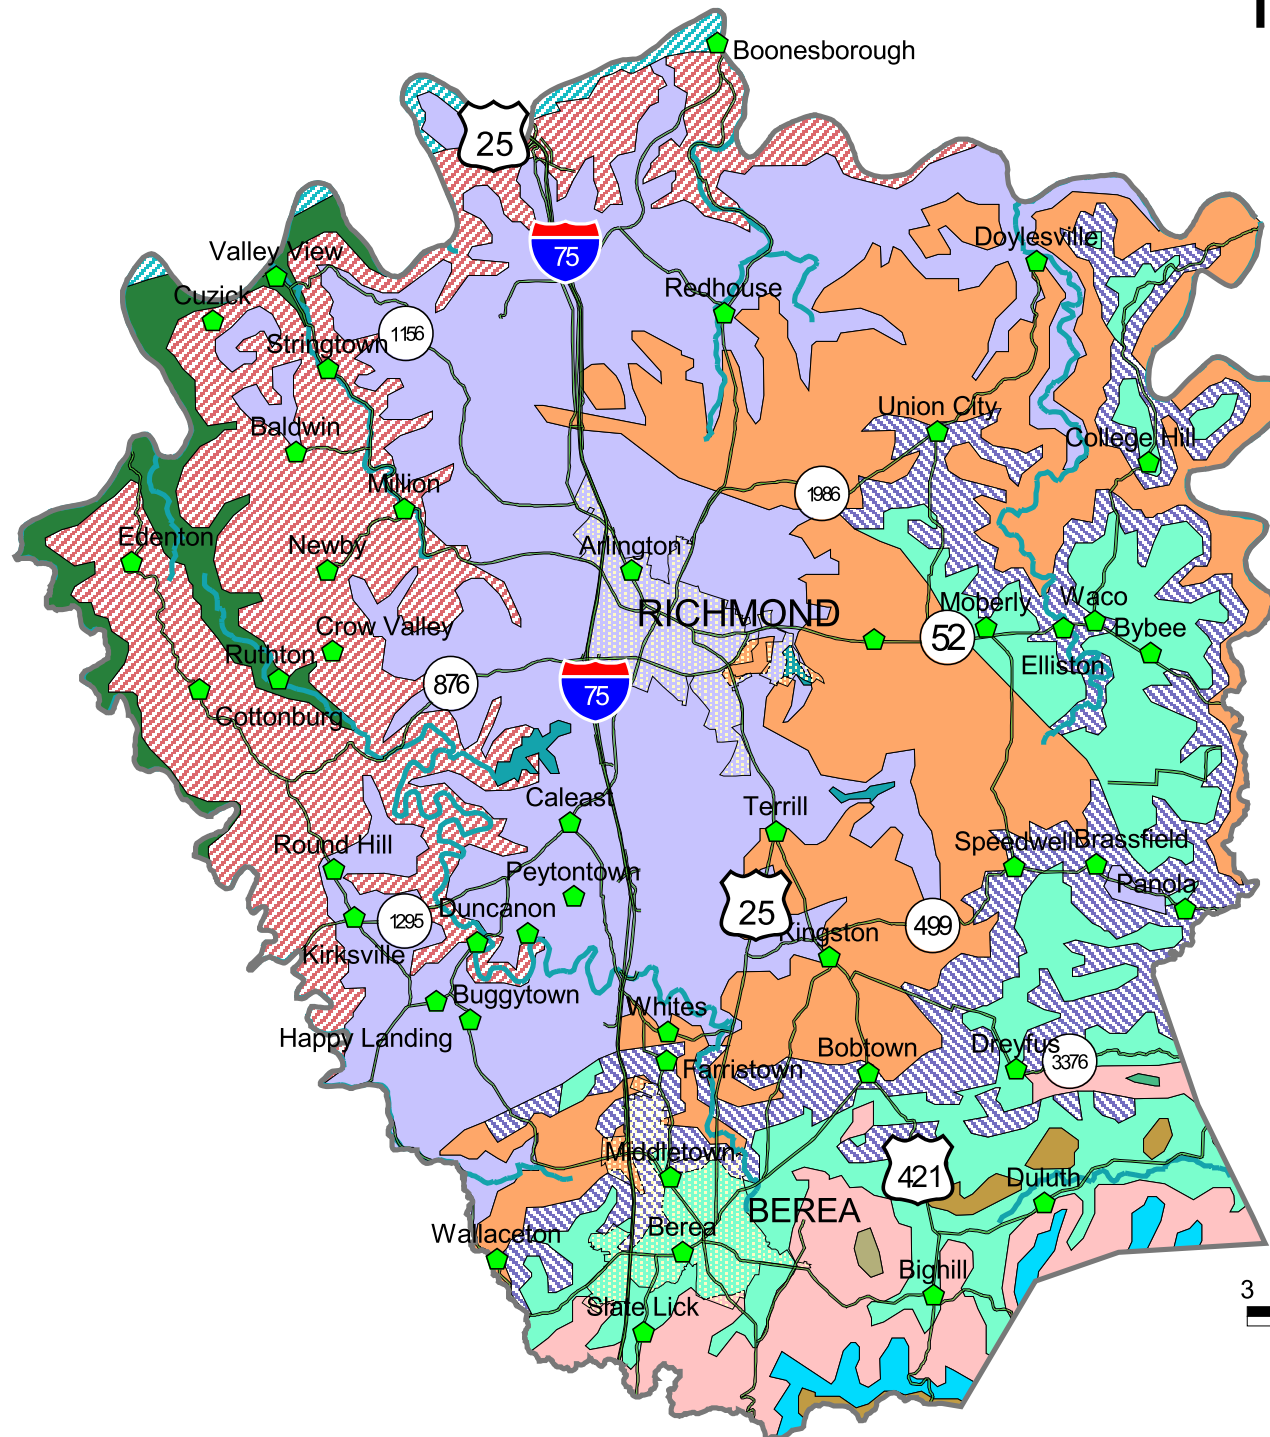 Boonesborough
25
Valley View
75
Doylesville
Cuzick
Redhouse
1156
Stringtown
Union City
Baldwin
College Hill
Million
1986
Edenton
Newby
Arlington
RICHMOND
Moberly
Waco
Crow Valley
52
Bybee
Ruthton
Elliston
876
75
Cottonburg
Caleast
Terrill
Round Hill
Speedwell
Brassfield
Peytontown
Panola
Duncanon
25
1295
499
Kingston
Kirksville
Buggytown
Whites
Happy Landing
Bobtown
Dreyfus
3376
Farristown
Middletown
421
Duluth
BEREA
Wallaceton
Berea
Bighill
3
Slate Lick